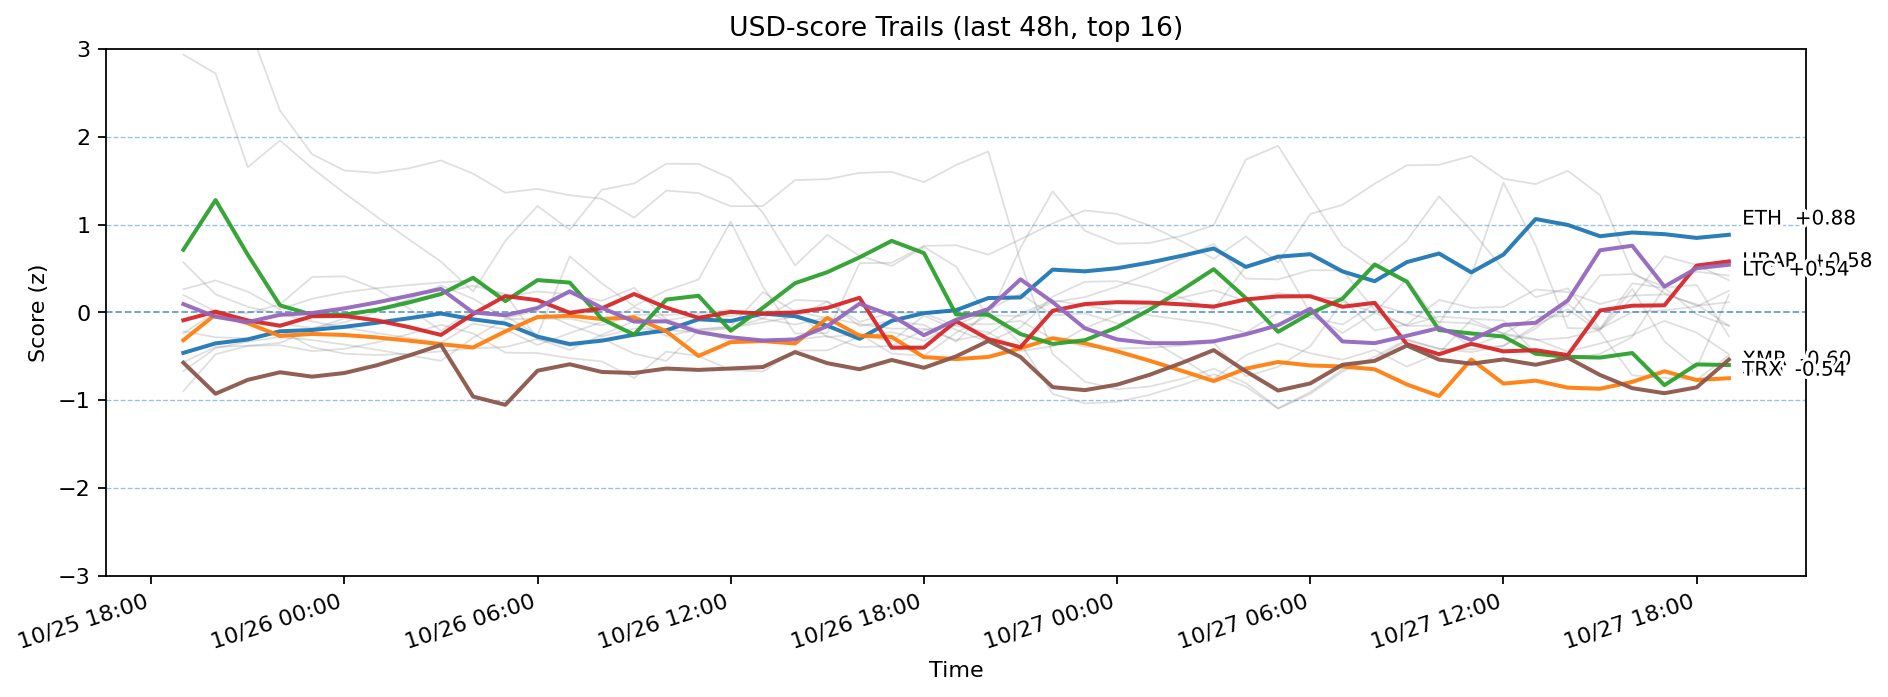 USD-score Trails (last 48h, top 16)
Score (z)
3
2
1
0
−1
−2
−3
ETH +0.88
LTC +0.54
TRX -0.54
10/25 18:00
10/26 00:00
10/26 06:00
10/26 12:00
10/26 18:00
10/27 00:00
10/27 06:00
10/27 12:00
10/27 18:00
Time